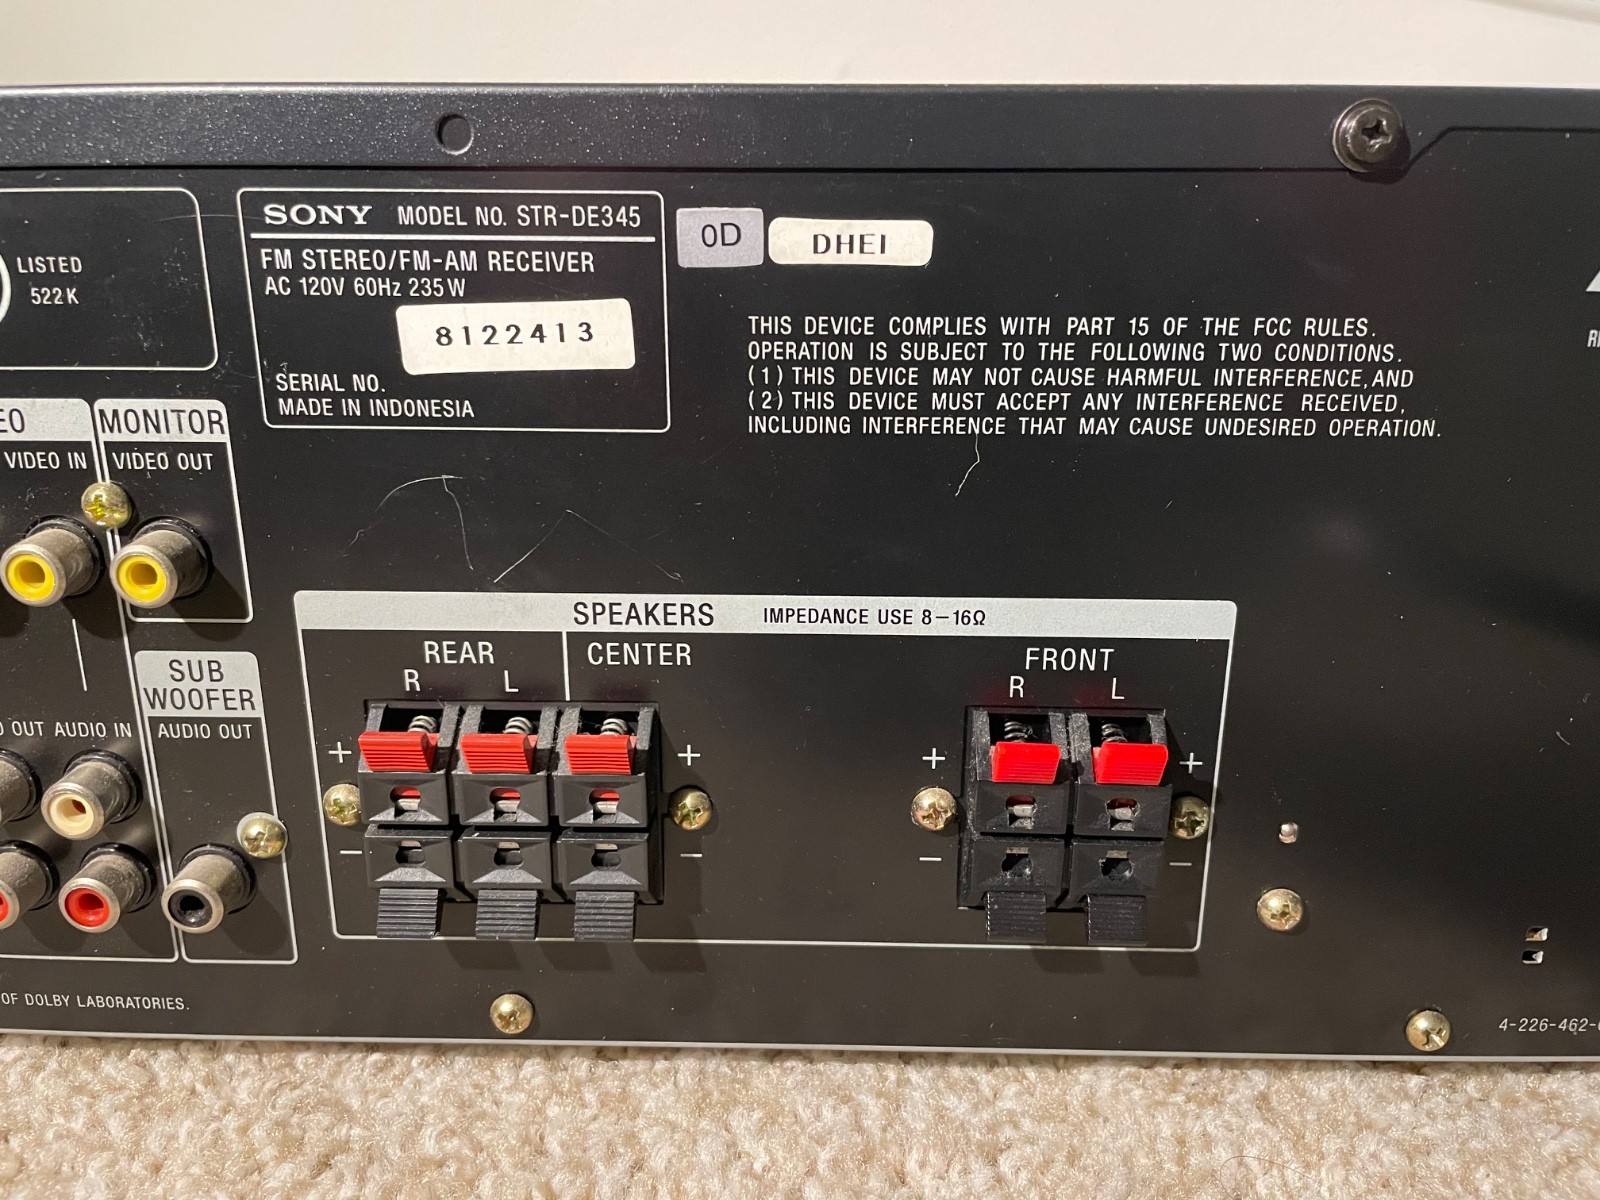 LISTED
522K
SONY MODEL NO. STR-DE345
FM STEREO/FM-AM RECEIVER
AC 120V 60Hz 235W
8122413
SERIAL NO.
MADE IN INDONESIA
0D
DHEI
THIS DEVICE COMPLIES WITH PART 15 OF THE FCC RULES.
OPERATION IS SUBJECT TO THE FOLLOWING TWO CONDITIONS.
(1) THIS DEVICE MAY NOT CAUSE HARMFUL INTERFERENCE, AND
(2) THIS DEVICE MUST ACCEPT ANY INTERFERENCE RECEIVED,
INCLUDING INTERFERENCE THAT MAY CAUSE UNDESIRED OPERATION.
MONITOR
VIDEO IN
VIDEO OUT
SUB
WOOFER
OUT AUDIO IN
AUDIO OUT
SPEAKERS IMPEDANCE USE 8–16Ω
REAR
R L
CENTER
FRONT
R L
+ + + +
– – – –
OF DOLBY LABORATORIES.
4-226-462-